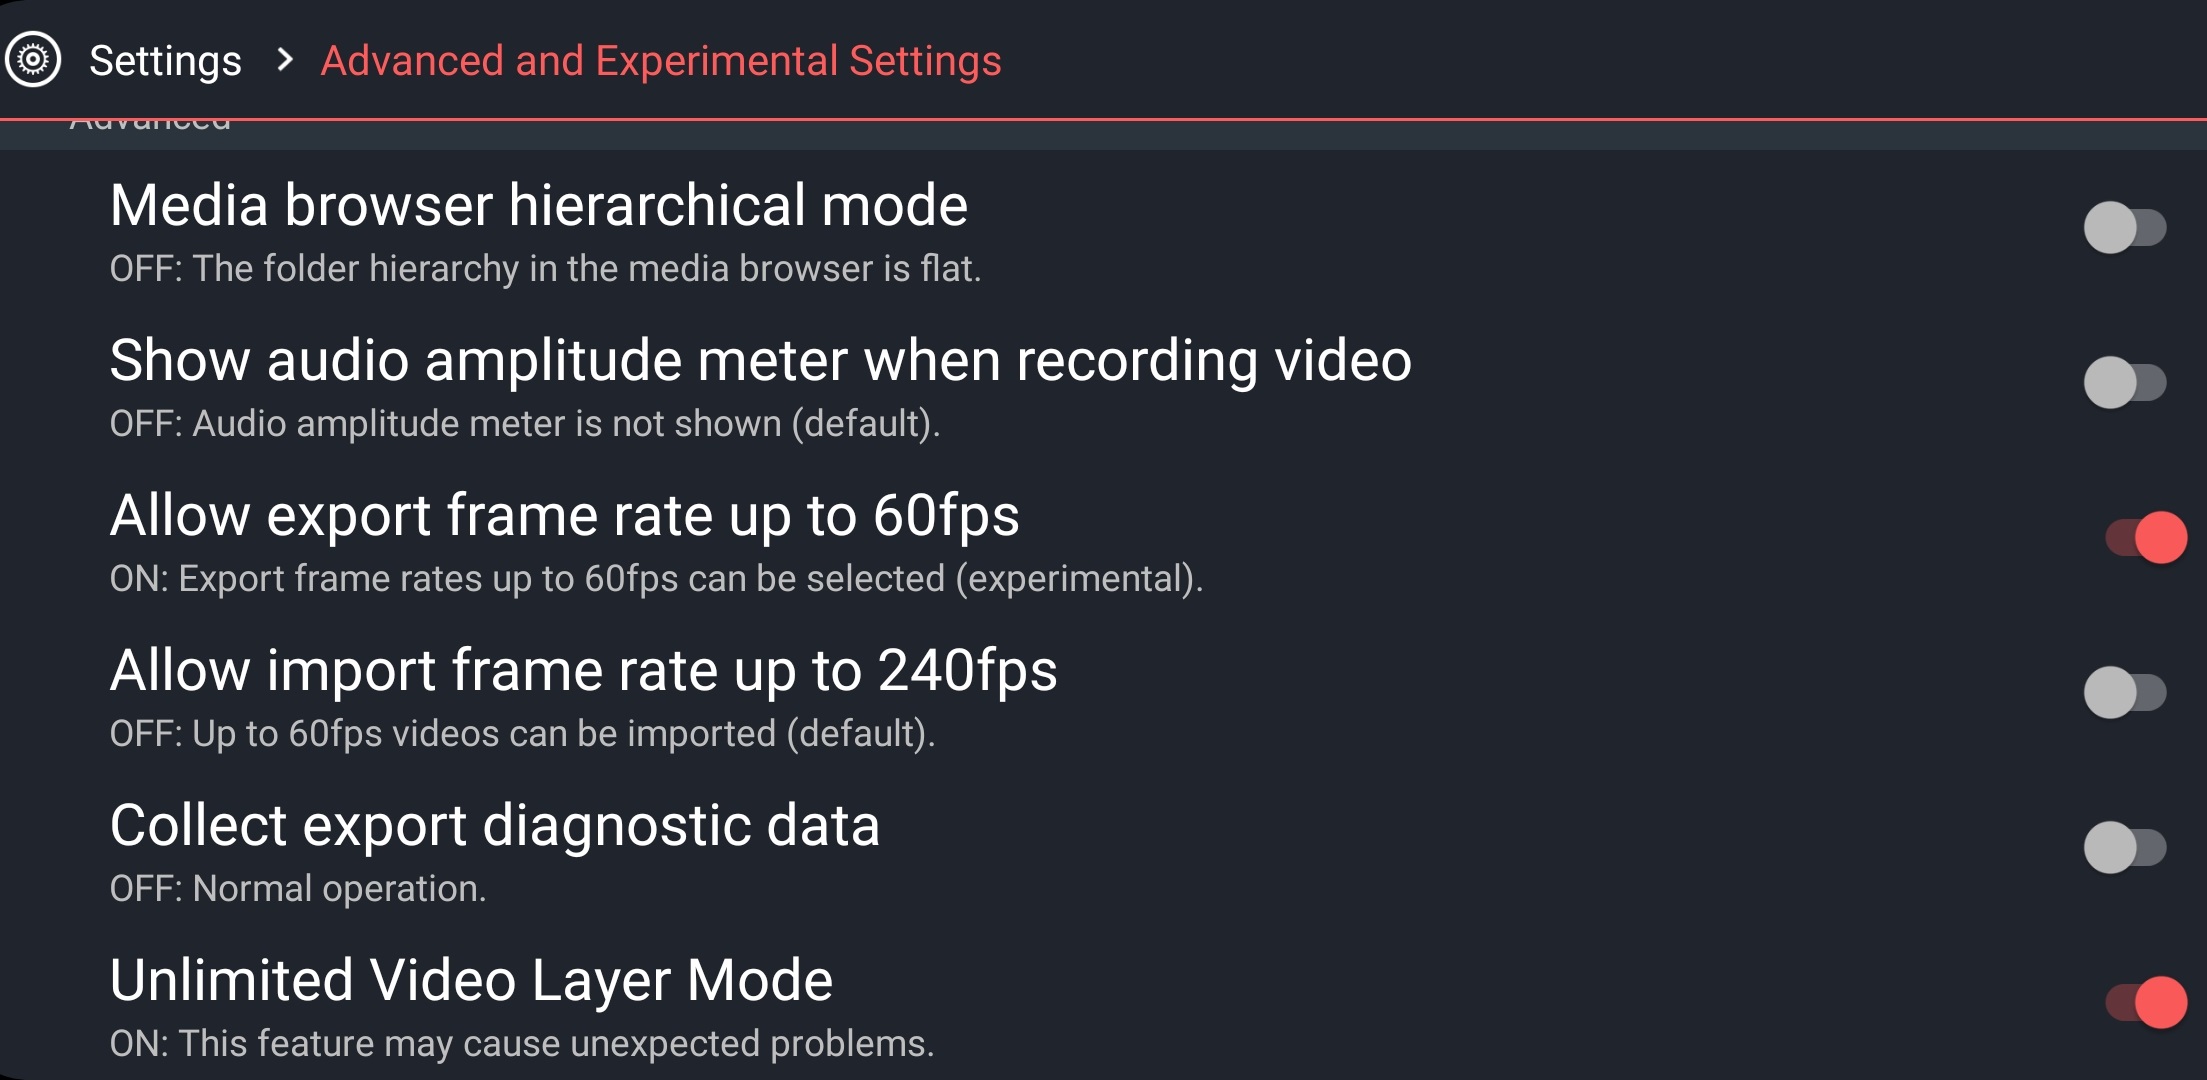 Settings > Advanced and Experimental Settings
Advanced
Media browser hierarchical mode
OFF: The folder hierarchy in the media browser is flat.
Show audio amplitude meter when recording video
OFF: Audio amplitude meter is not shown (default).
Allow export frame rate up to 60fps
ON: Export frame rates up to 60fps can be selected (experimental).
Allow import frame rate up to 240fps
OFF: Up to 60fps videos can be imported (default).
Collect export diagnostic data
OFF: Normal operation.
Unlimited Video Layer Mode
ON: This feature may cause unexpected problems.